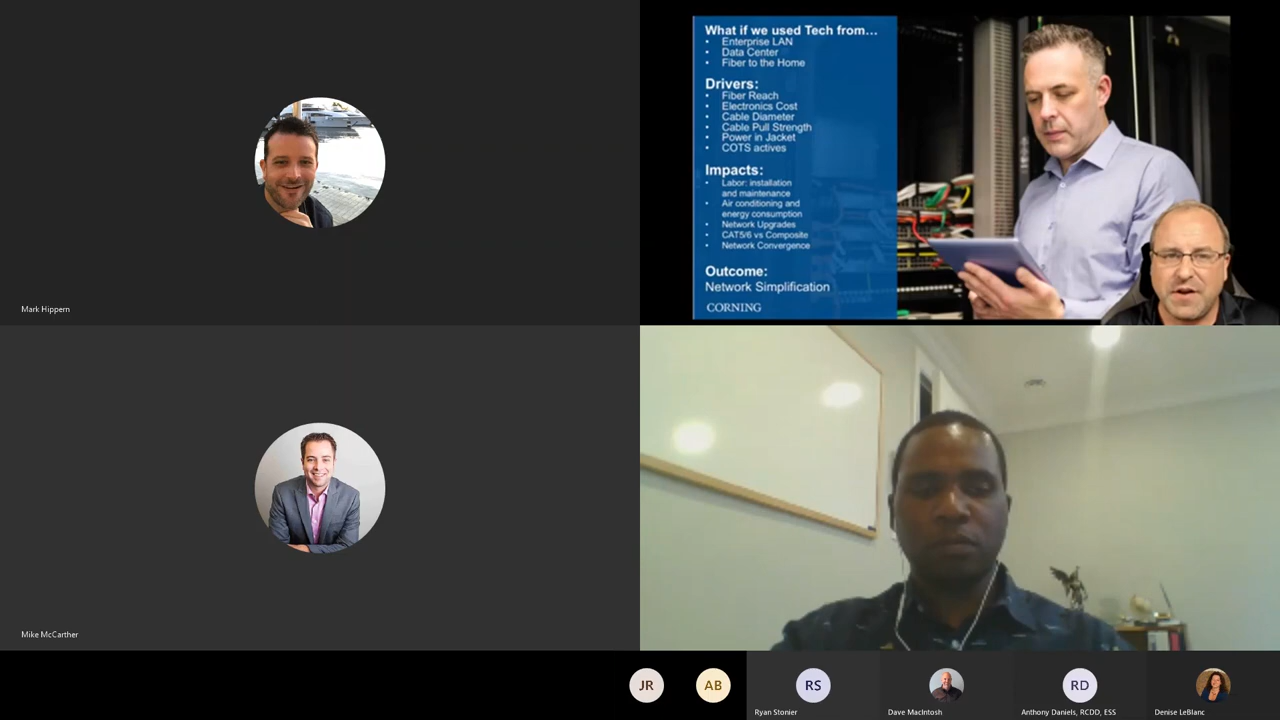 Mark Hippern
What if we used Tech from...
• Enterprise LAN
• Data Center
• Fiber to the Home
Drivers:
• Fiber Reach
• Electronics Cost
• Cable Diameter
• Cable Pull Strength
• Power in Jacket
• COTS actives
Impacts:
• Labor: installation
and maintenance
• Air conditioning and
energy consumption
• Network Upgrades
• CAT5/6 vs Composite
• Network Convergence
Outcome:
Network Simplification
CORNING
Mike McCarther
JR
AB
RS
RD
Ryan Stonier
Dave MacIntosh
Anthony Daniels, RCDD, ESS
Denise LeBlanc